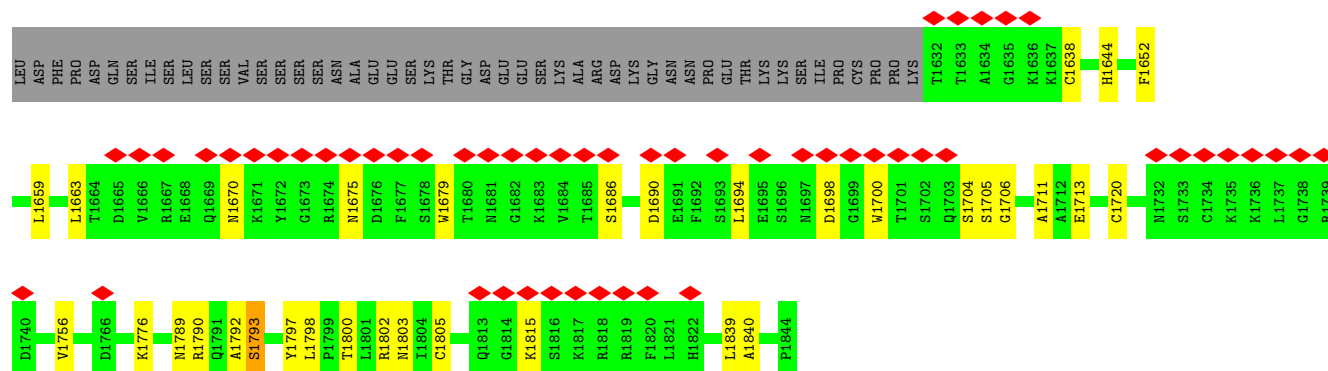 LEU ASP PHE PRO ASP GLN SER ILE SER LEU SER SER VAL SER SER SER SER ASN ALA GLU GLU SER LYS THR GLY ASP GLU GLU SER LYS ALA ARG ASP LYS GLY ASN ASN PRO GLU THR LYS LYS SER ILE PRO CYS PRO PRO LYS T1632 T1633 A1634 G1635 K1636 K1637 C1638 H1644 F1652
L1659 L1663 T1664 D1665 V1666 R1667 E1668 Q1669 N1670 K1671 Y1672 G1673 R1674 N1675 D1676 F1677 S1678 W1679 T1680 N1681 G1682 K1683 V1684 T1685 S1686 D1690 E1691 F1692 S1693 L1694 E1695 S1696 N1697 D1698 G1699 W1700 T1701 S1702 Q1703 S1704 S1705 G1706 A1711 A1712 E1713 C1720 N1732 S1733 C1734 K1735 K1736 L1737 G1738 R1739
D1740 V1756 D1766 K1776 N1789 R1790 Q1791 A1792 S1793 Y1797 L1798 P1799 T1800 L1801 R1802 N1803 I1804 C1805 Q1813 G1814 K1815 S1816 K1817 R1818 R1819 F1820 L1821 H1822 L1839 A1840 P1844